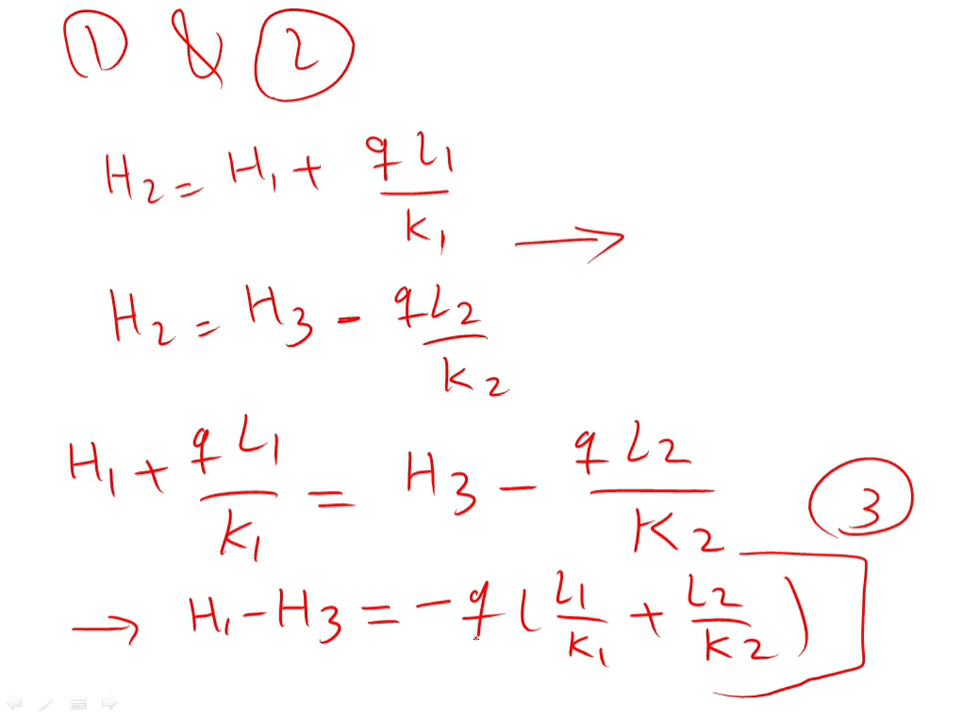 ① & ②
H₂ = H₁ + qL₁/K₁ →
H₂ = H₃ - qL₂/K₂
H₁ + qL₁/K₁ = H₃ - qL₂/K₂ ③
→ H₁ - H₃ = -q(L₁/K₁ + L₂/K₂)